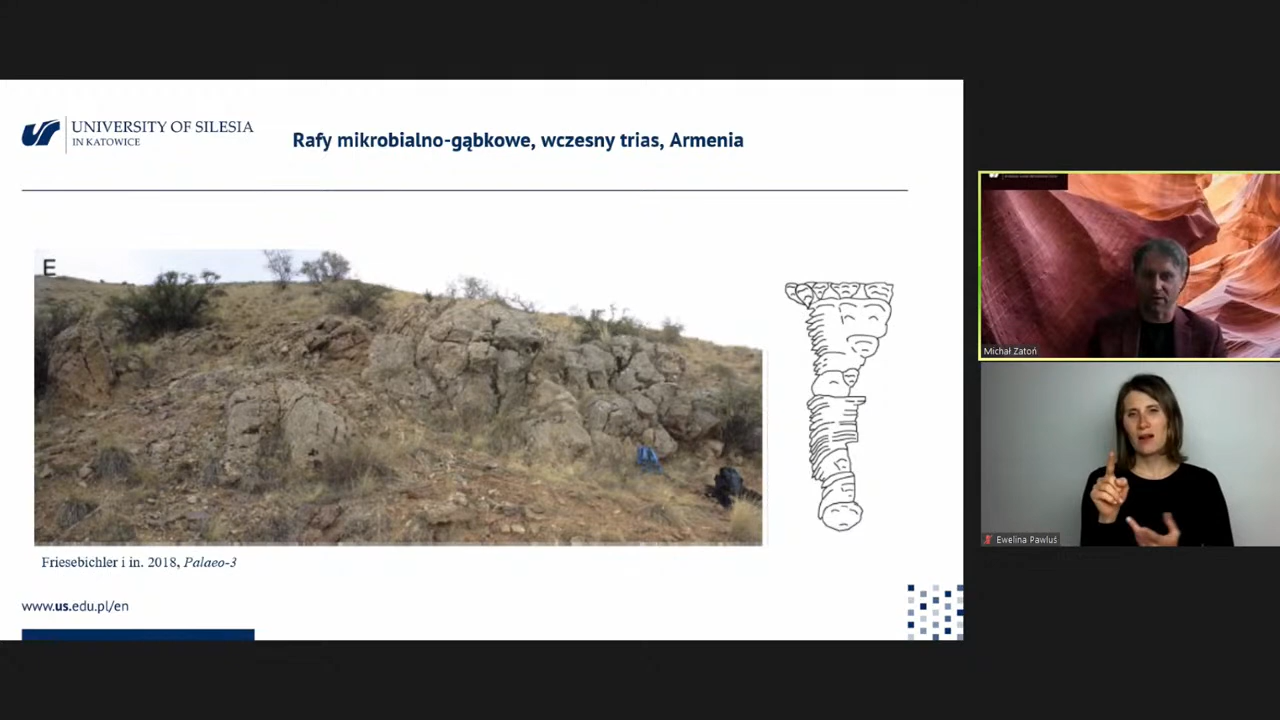 UNIVERSITY OF SILESIA
IN KATOWICE
Rafy mikrobialno-gąbkowe, wczesny trias, Armenia
E
Friesebichler i in. 2018, Palaeo-3
www.us.edu.pl/en
Michał Zatoń
Ewelina Pawluś